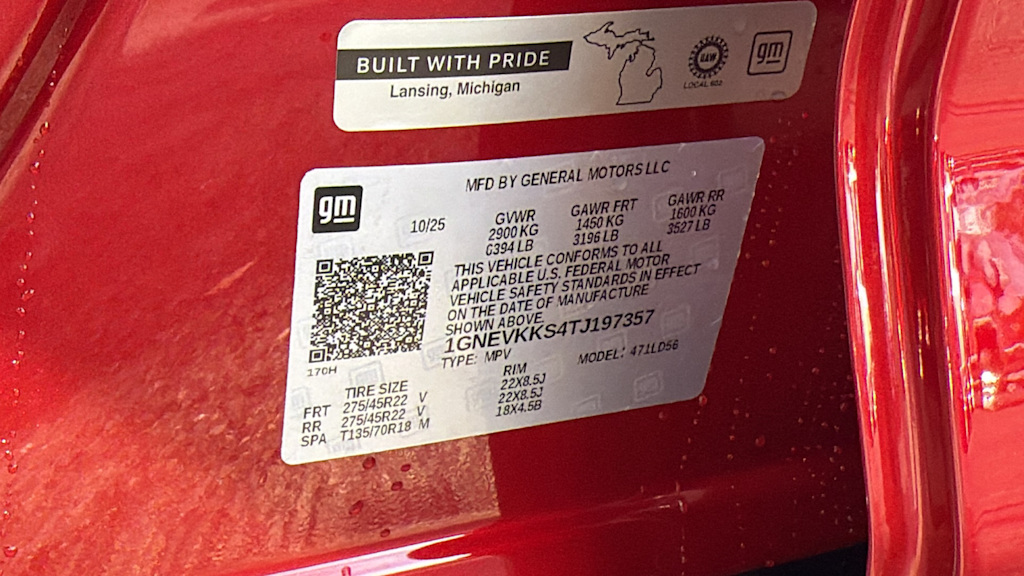 BUILT WITH PRIDE
Lansing, Michigan
UAW
LOCAL 602
gm
gm
MFD BY GENERAL MOTORS LLC
10/25
GVWR
2900 KG
6394 LB
GAWR FRT
1450 KG
3196 LB
GAWR RR
1600 KG
3527 LB
THIS VEHICLE CONFORMS TO ALL
APPLICABLE U.S. FEDERAL MOTOR
VEHICLE SAFETY STANDARDS IN EFFECT
ON THE DATE OF MANUFACTURE
SHOWN ABOVE.
1GNEVKKS4TJ197357
TYPE: MPV MODEL: 471LD56
170H
TIRE SIZE RIM
FRT 275/45R22 V 22X8.5J
RR 275/45R22 V 22X8.5J
SPA T135/70R18 M 18X4.5B